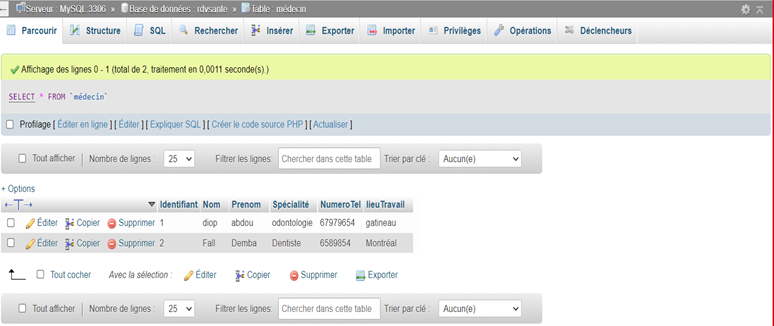 Serveur : MySQL:3306 » Base de données : rdvsante » Table : médecin
Parcourir Structure SQL Rechercher Insérer Exporter Importer Privilèges Opérations Déclencheurs
Affichage des lignes 0 - 1 (total de 2, traitement en 0,0011 seconde(s).)
SELECT * FROM `médecin`
Profilage [ Éditer en ligne ] [ Éditer ] [ Expliquer SQL ] [ Créer le code source PHP ] [ Actualiser ]
Tout afficher Nombre de lignes : 25 Filtrer les lignes: Chercher dans cette table Trier par clé : Aucun(e)
+ Options
←T→ Identifiant Nom Prenom Spécialité NumeroTel lieuTravail
Éditer Copier Supprimer 1 diop abdou odontologie 67979654 gatineau
Éditer Copier Supprimer 2 Fall Demba Dentiste 6589854 Montréal
Tout cocher Avec la sélection : Éditer Copier Supprimer Exporter
Tout afficher Nombre de lignes : 25 Filtrer les lignes: Chercher dans cette table Trier par clé : Aucun(e)